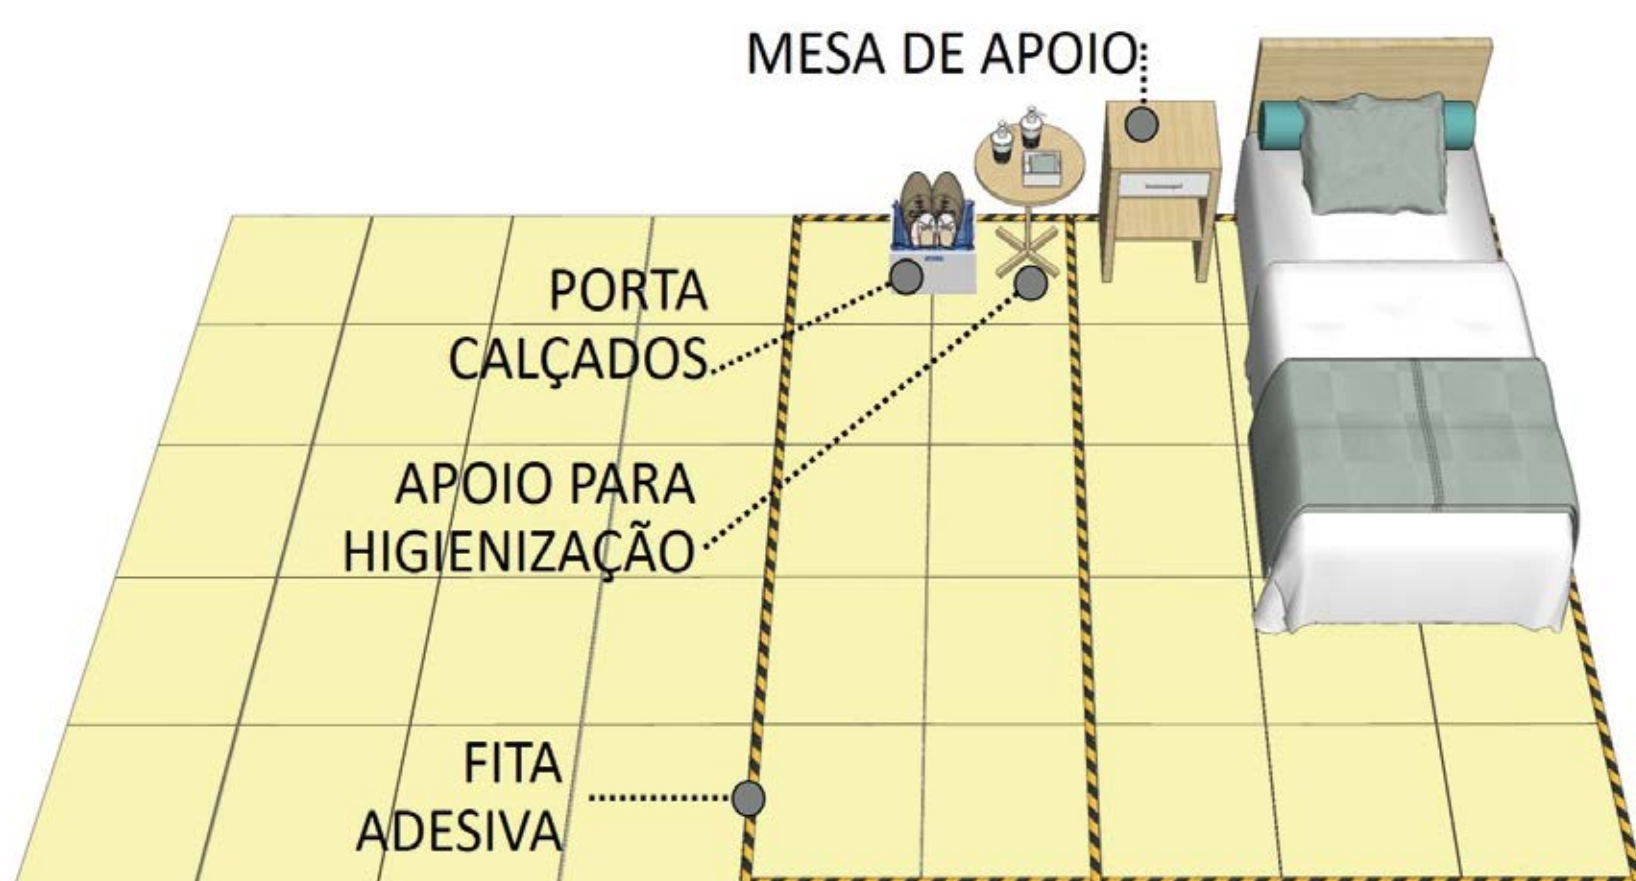 MESA DE APOIO
PORTA
CALÇADOS
APOIO PARA
HIGIENIZAÇÃO
FITA
ADESIVA